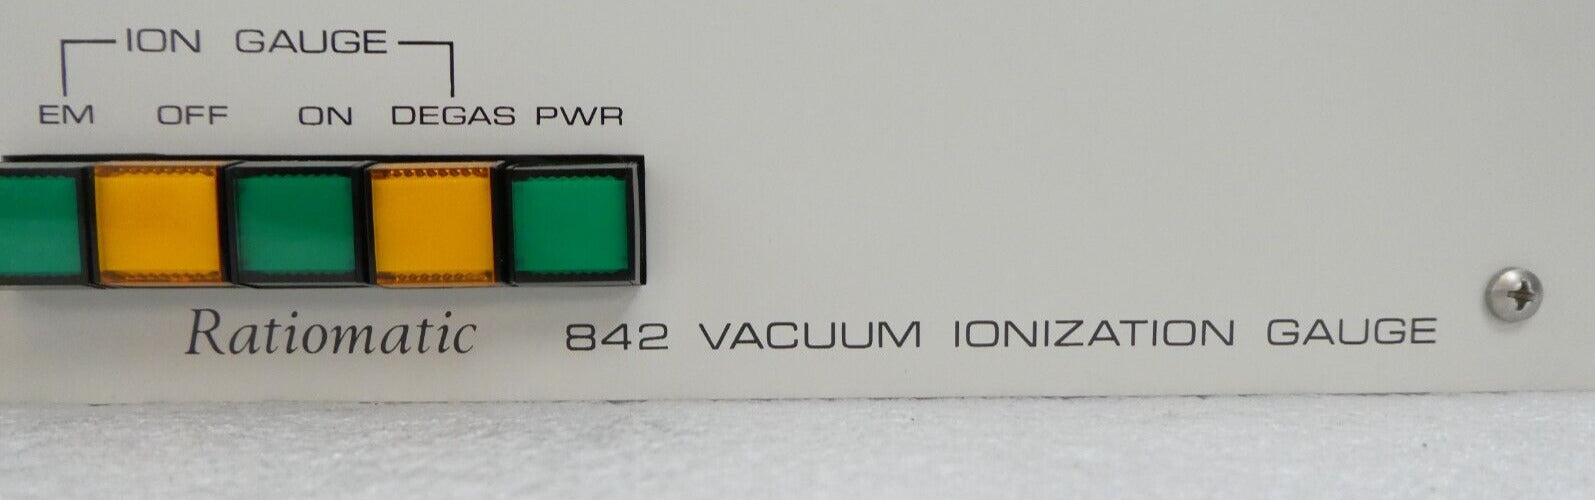 ION GAUGE
EM OFF ON DEGAS PWR
Ratiomatic 842 VACUUM IONIZATION GAUGE